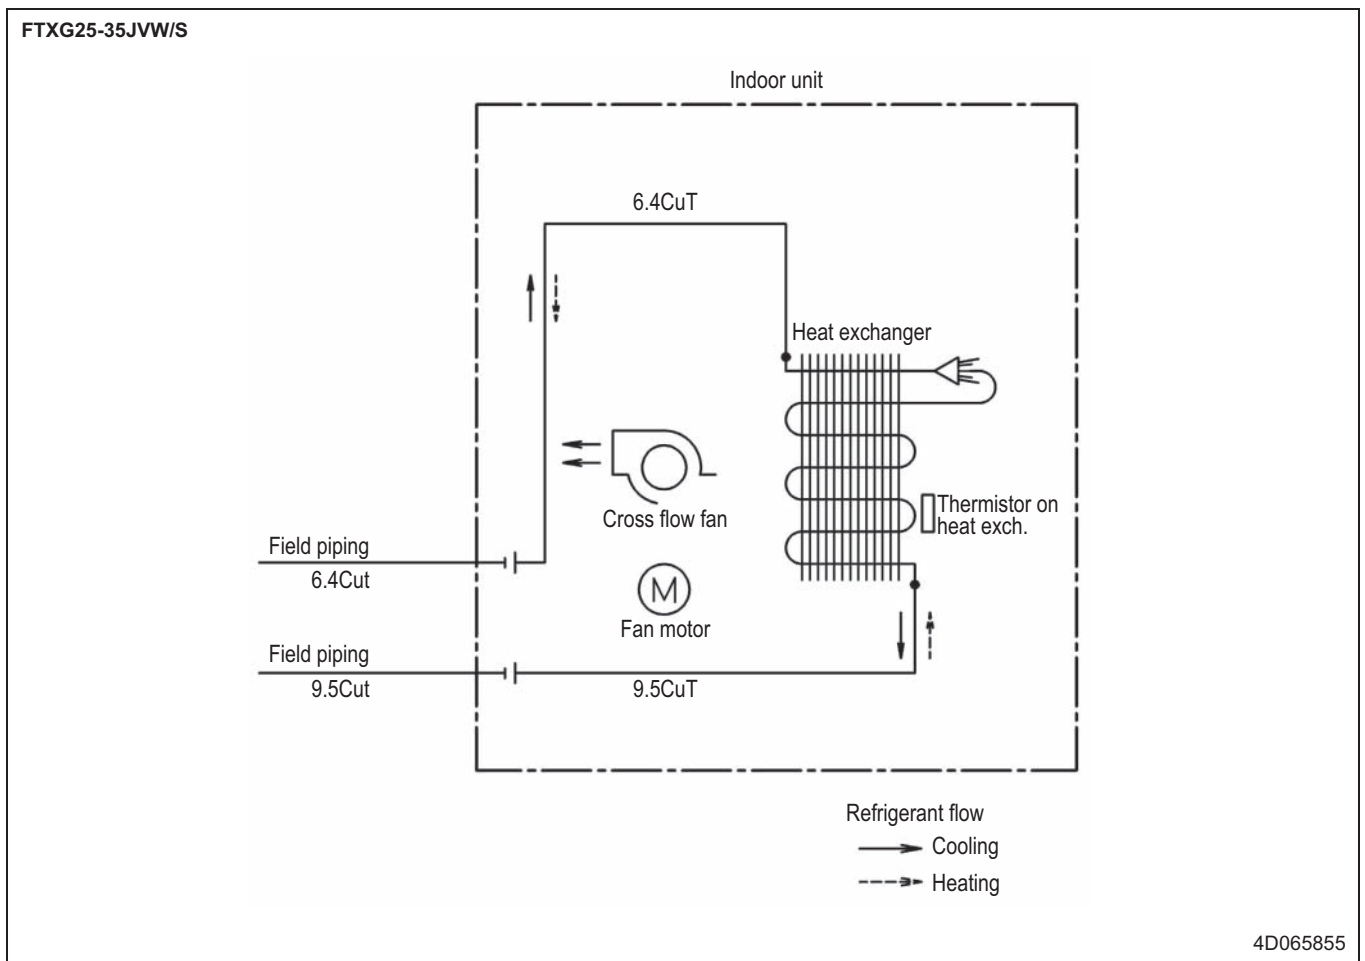 FTXG25-35JVW/S
Indoor unit
6.4CuT
Heat exchanger
Thermistor on
heat exch.
Cross flow fan
Field piping
6.4Cut
M
Fan motor
Field piping
9.5Cut
9.5CuT
Refrigerant flow
Cooling
Heating
4D065855